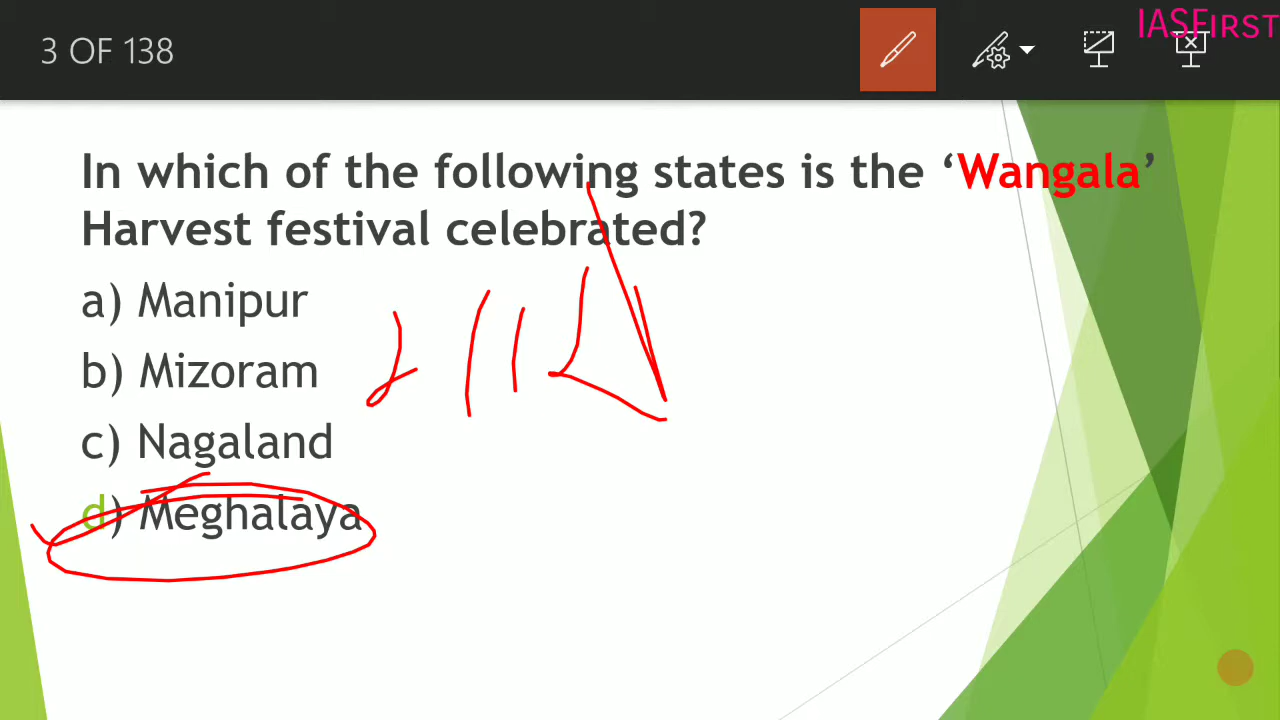 IASFIRST
3 OF 138
In which of the following states is the ‘Wangala’
Harvest festival celebrated?
a) Manipur
b) Mizoram
c) Nagaland
d) Meghalaya